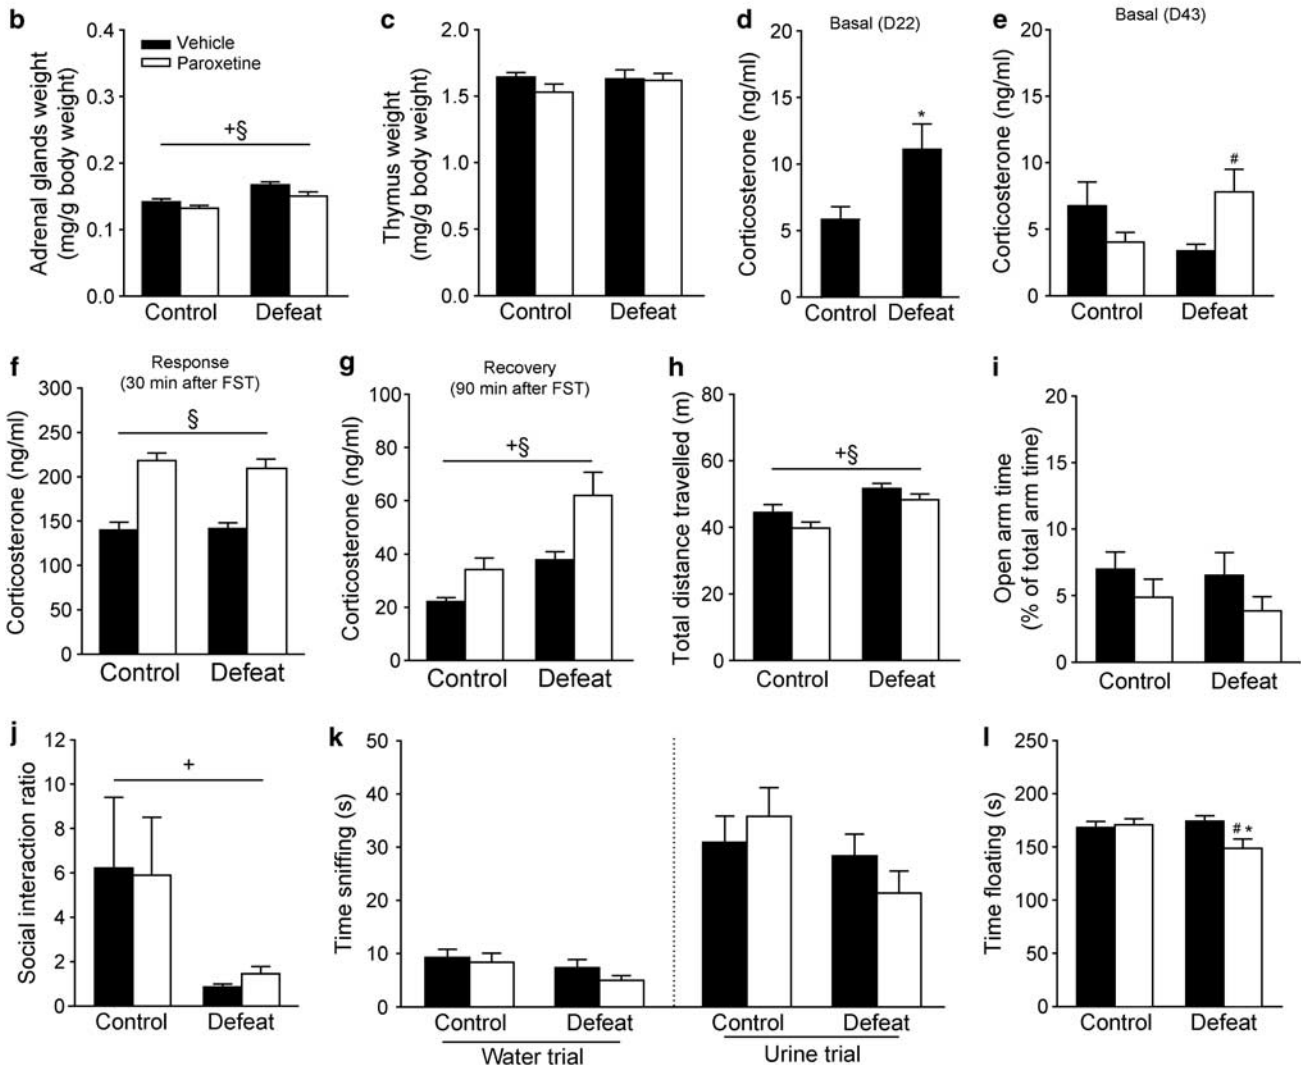 b
Adrenal glands weight
(mg/g body weight)
0.4
0.3
0.2
0.1
0.0
Vehicle
Paroxetine
+§
Control Defeat
c
Thymus weight
(mg/g body weight)
2.0
1.5
1.0
0.5
0.0
Control Defeat
d
Basal (D22)
Corticosterone (ng/ml)
20
15
10
5
0
*
Control Defeat
e
Basal (D43)
Corticosterone (ng/ml)
20
15
10
5
0
#
Control Defeat
f
Response
(30 min after FST)
Corticosterone (ng/ml)
300
250
200
150
100
50
0
§
Control Defeat
g
Recovery
(90 min after FST)
Corticosterone (ng/ml)
100
80
60
40
20
0
+§
Control Defeat
h
Total distance travelled (m)
80
60
40
20
0
+§
Control Defeat
i
Open arm time
(% of total arm time)
20
15
10
5
0
Control Defeat
j
Social interaction ratio
12
10
8
6
4
2
0
+
Control Defeat
k
Time sniffing (s)
50
40
30
20
10
0
Control Defeat
Water trial
Control Defeat
Urine trial
l
Time floating (s)
250
200
150
100
50
0
# *
Control Defeat